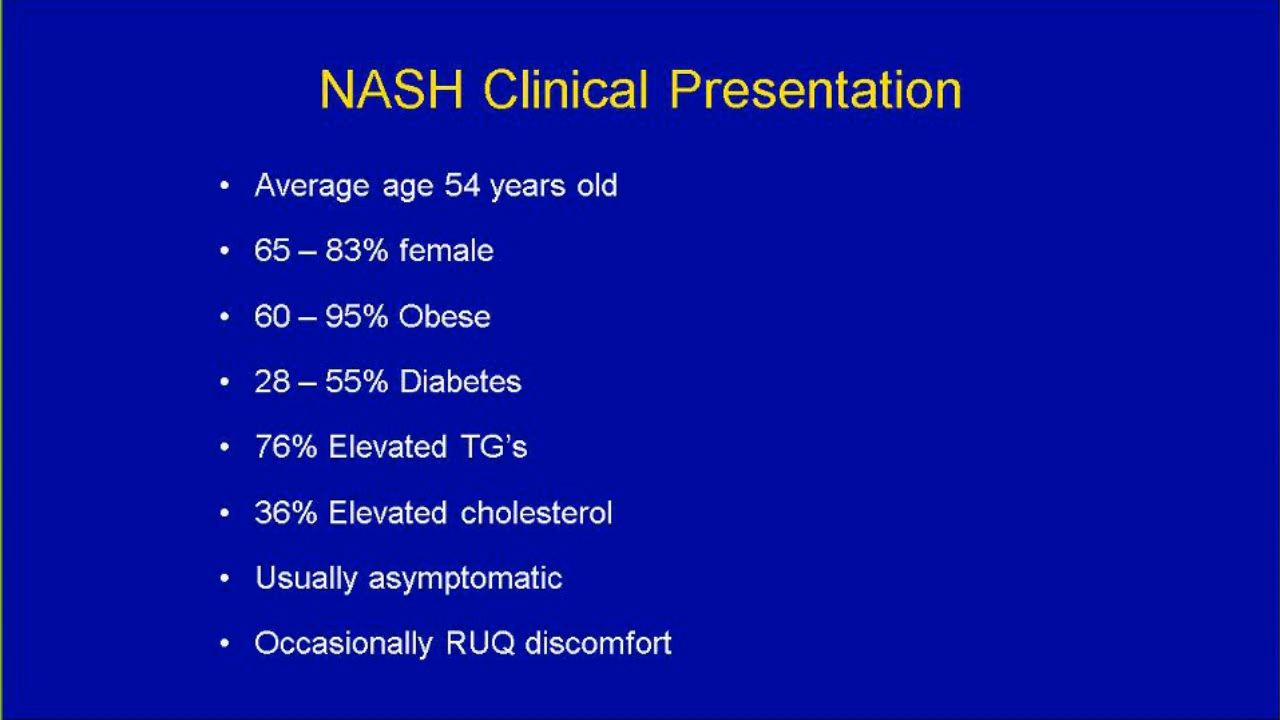 NASH Clinical Presentation
• Average age 54 years old
• 65 – 83% female
• 60 – 95% Obese
• 28 – 55% Diabetes
• 76% Elevated TG’s
• 36% Elevated cholesterol
• Usually asymptomatic
• Occasionally RUQ discomfort